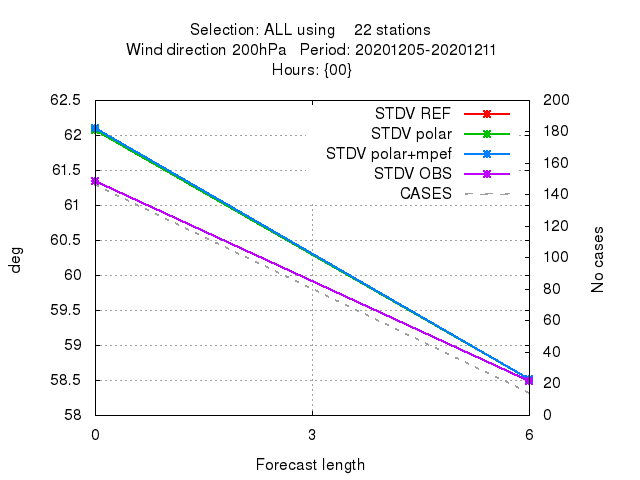 Selection: ALL using 22 stations
Wind direction 200hPa Period: 20201205-20201211
Hours: {00}
62.5
62
61.5
61
60.5
60
59.5
59
58.5
58
200
180
160
140
120
100
80
60
40
20
0
STDV REF
STDV polar
STDV polar+mpef
STDV OBS
CASES
deg
No cases
0
3
6
Forecast length